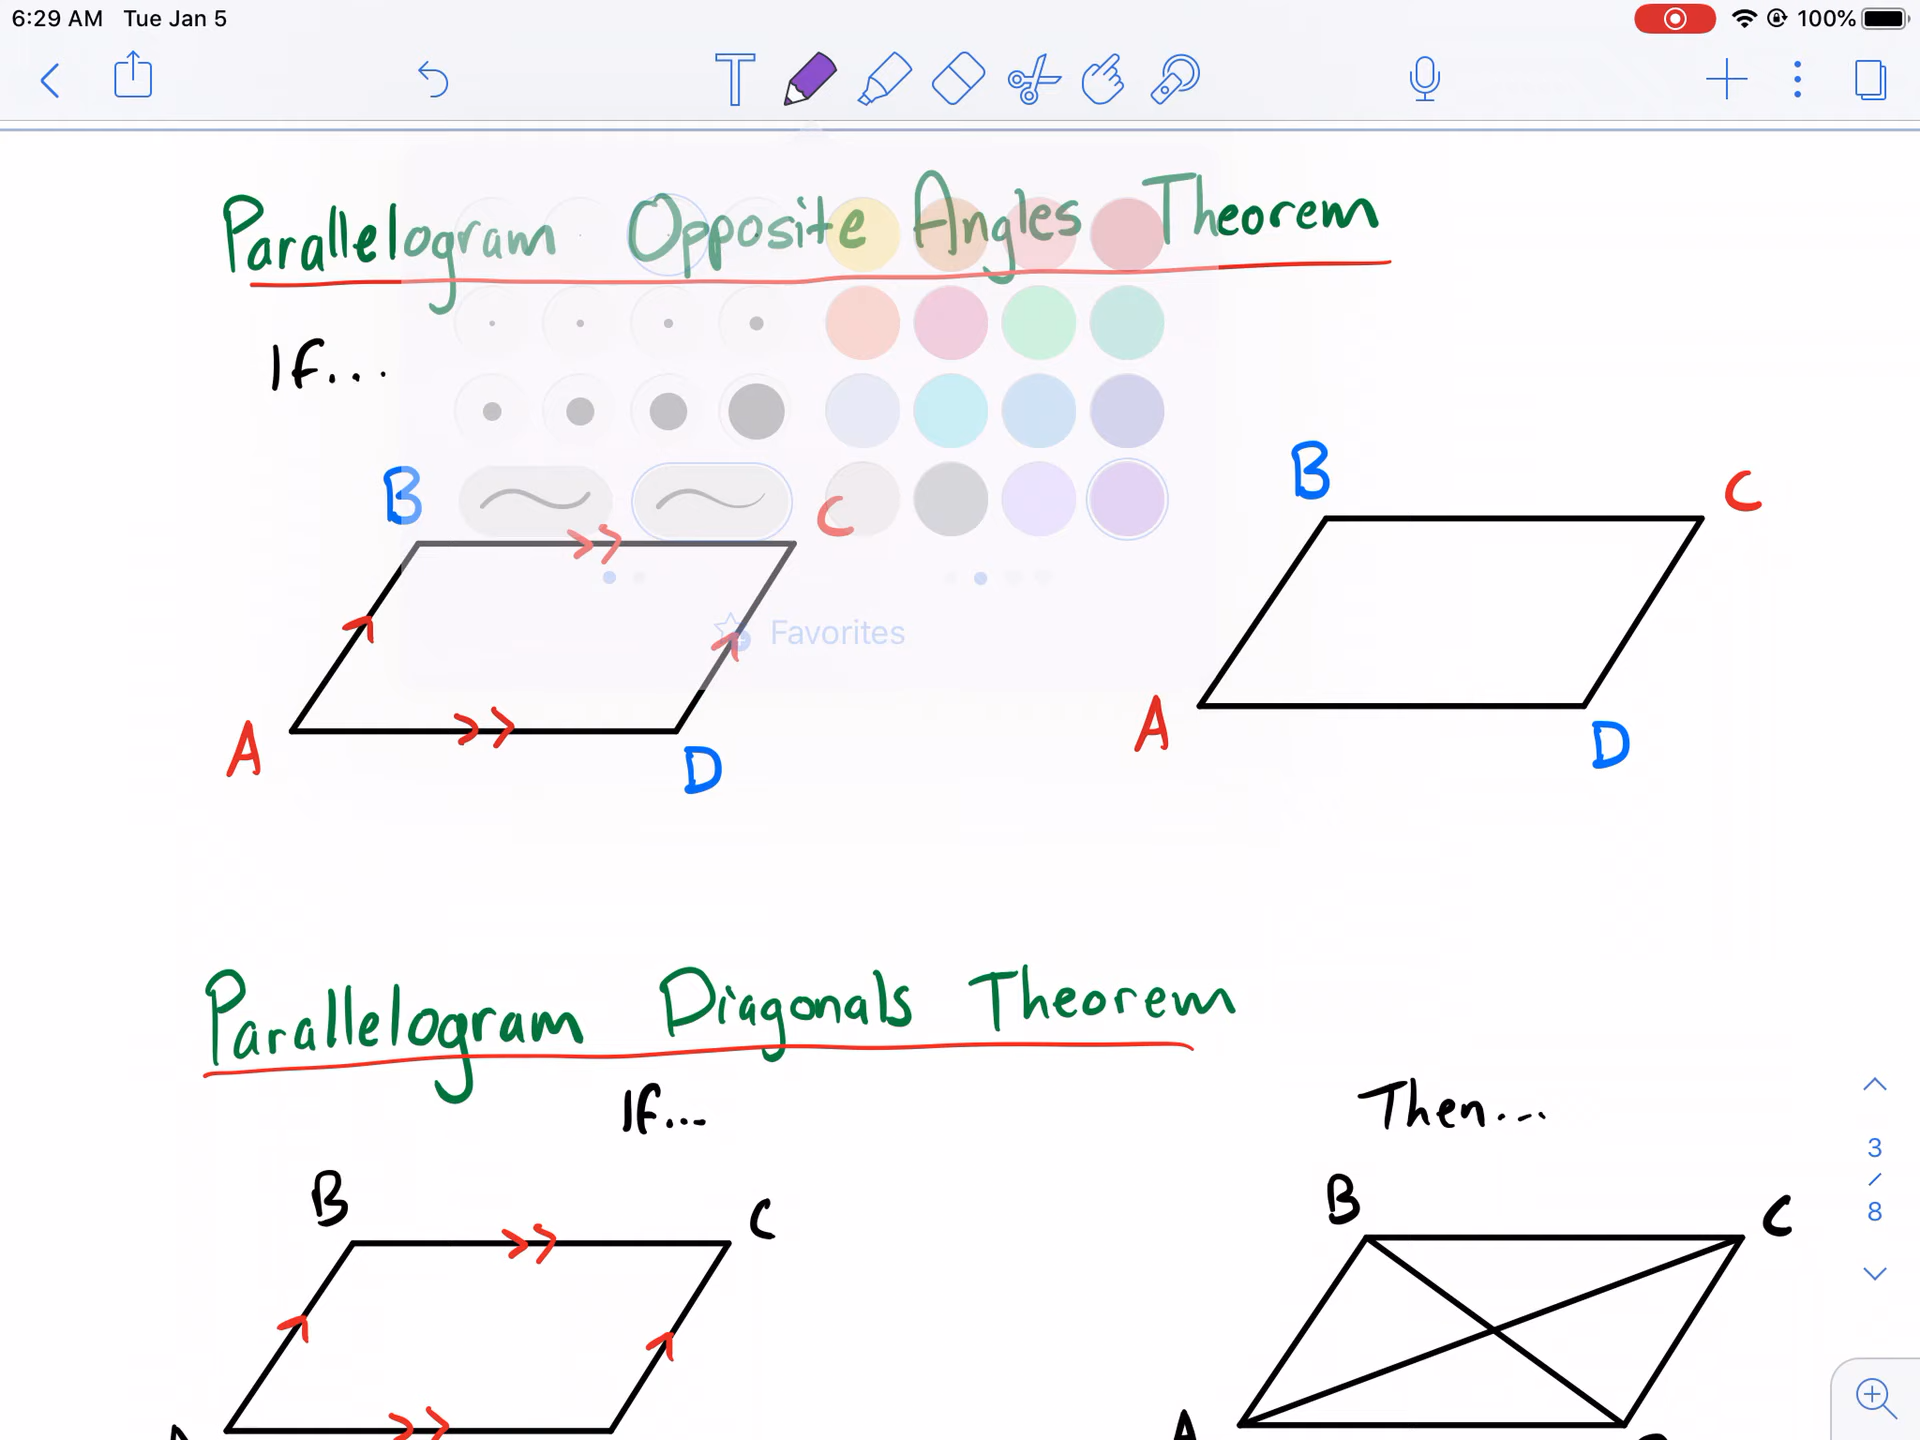 6:29 AM Tue Jan 5
100%
T
Parallelogram Opposite Angles Theorem
If...
B
C
B
C
Favorites
A
D
A
D
Parallelogram Diagonals Theorem
If...
Then...
3
/
8
B
C
B
C
A